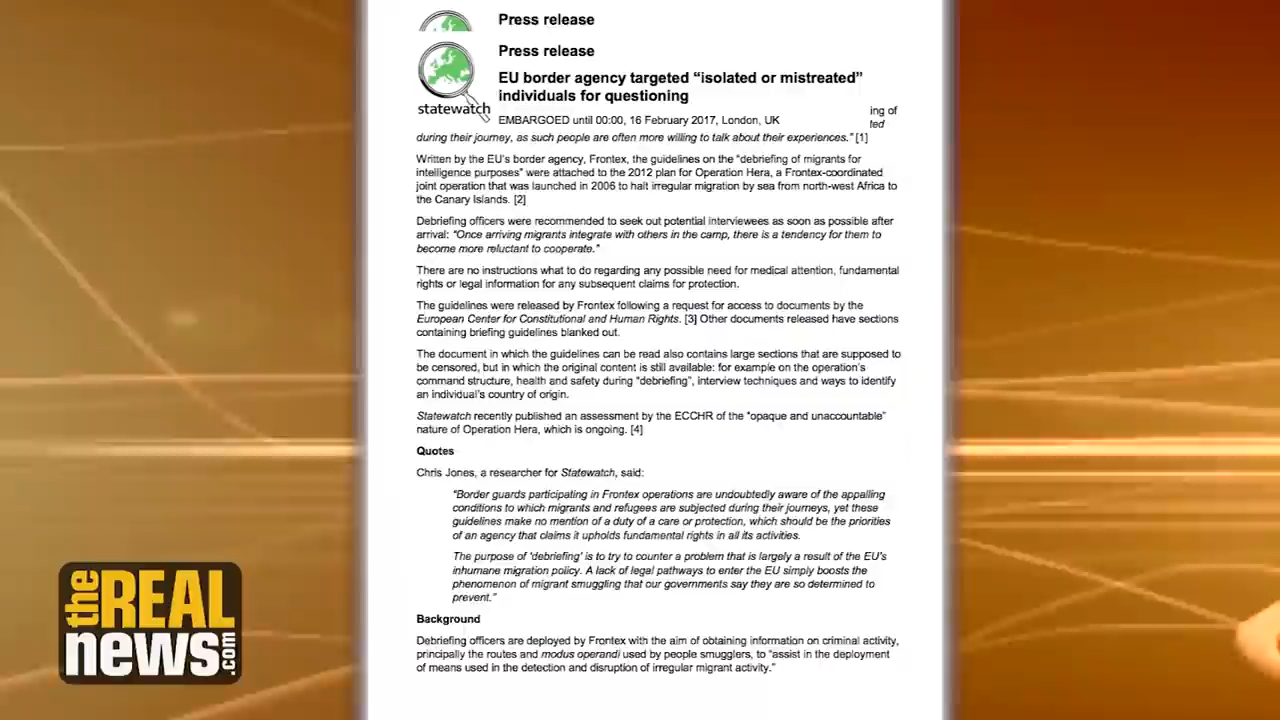 Press release
Press release
EU border agency targeted “isolated or mistreated”
individuals for questioning
statewatch
EMBARGOED until 00:00, 16 February 2017, London, UK
ing of
ted
during their journey, as such people are often more willing to talk about their experiences.” [1]
Written by the EU's border agency, Frontex, the guidelines on the “debriefing of migrants for
intelligence purposes” were attached to the 2012 plan for Operation Hera, a Frontex-coordinated
joint operation that was launched in 2006 to halt irregular migration by sea from north-west Africa to
the Canary Islands. [2]
Debriefing officers were recommended to seek out potential interviewees as soon as possible after
arrival: “Once arriving migrants integrate with others in the camp, there is a tendency for them to
become more reluctant to cooperate.”
There are no instructions what to do regarding any possible need for medical attention, fundamental
rights or legal information for any subsequent claims for protection.
The guidelines were released by Frontex following a request for access to documents by the
European Center for Constitutional and Human Rights. [3] Other documents released have sections
containing briefing guidelines blanked out.
The document in which the guidelines can be read also contains large sections that are supposed to
be censored, but in which the original content is still available: for example on the operation's
command structure, health and safety during “debriefing”, interview techniques and ways to identify
an individual's country of origin.
Statewatch recently published an assessment by the ECCHR of the “opaque and unaccountable”
nature of Operation Hera, which is ongoing. [4]
Quotes
Chris Jones, a researcher for Statewatch, said:
“Border guards participating in Frontex operations are undoubtedly aware of the appalling
conditions to which migrants and refugees are subjected during their journeys, yet these
guidelines make no mention of a duty of a care or protection, which should be the priorities
of an agency that claims it upholds fundamental rights in all its activities.
The purpose of 'debriefing' is to try to counter a problem that is largely a result of the EU's
inhumane migration policy. A lack of legal pathways to enter the EU simply boosts the
phenomenon of migrant smuggling that our governments say they are so determined to
prevent.”
Background
Debriefing officers are deployed by Frontex with the aim of obtaining information on criminal activity,
principally the routes and modus operandi used by people smugglers, to “assist in the deployment
of means used in the detection and disruption of irregular migrant activity.”
the REAL
news.com